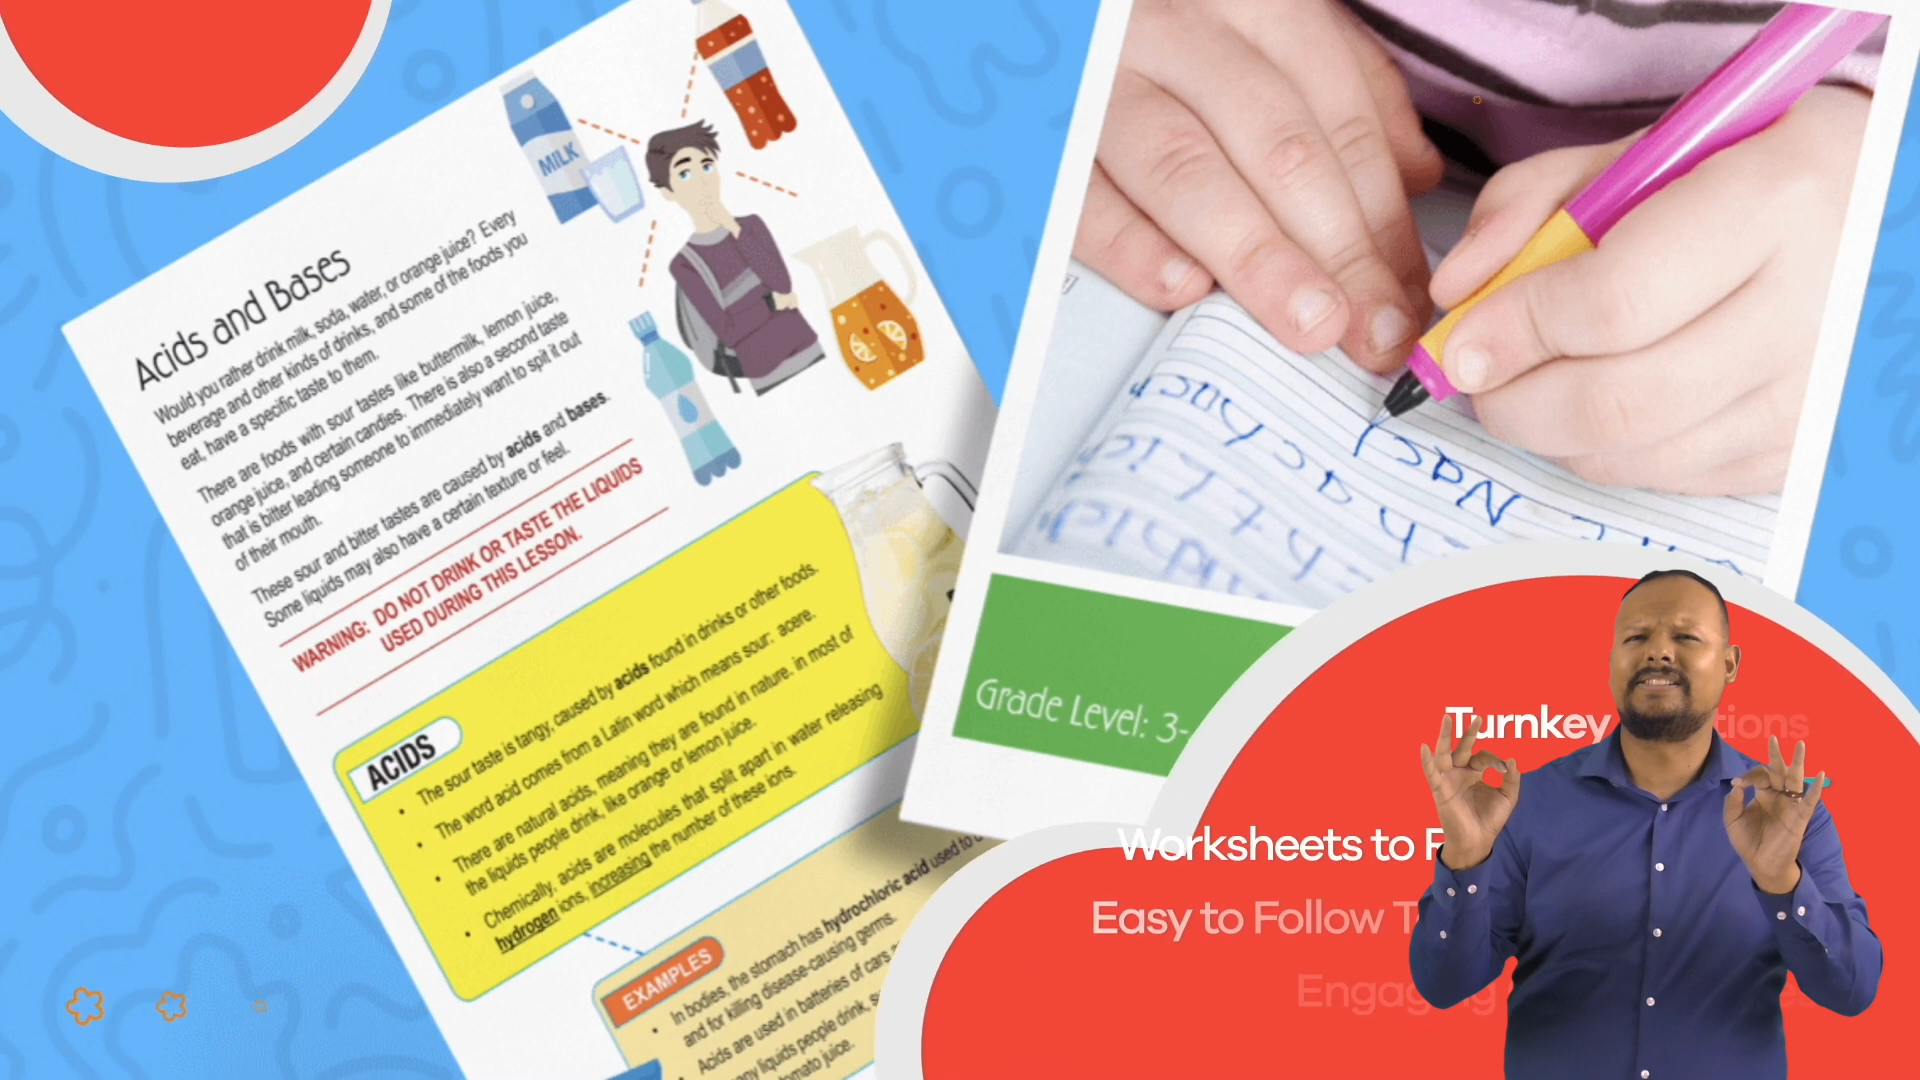 MILK
Acids and Bases
Would you rather drink milk, soda, water, or orange juice? Every
beverage and other kinds of drinks, and some of the foods you
eat, have a specific taste to them.
There are foods with sour tastes like buttermilk, lemon juice,
orange juice, and certain candies. There is also a second taste
that is bitter leading someone to immediately want to spit it out
of their mouth.
These sour and bitter tastes are caused by acids and bases.
Some liquids may also have a certain texture or feel.
WARNING: DO NOT DRINK OR TASTE THE LIQUIDS
USED DURING THIS LESSON.
ACIDS
• The sour taste is tangy, caused by acids found in drinks or other foods.
• The word acid comes from a Latin word which means sour: acere.
• There are natural acids, meaning they are found in nature. in most of
the liquids people drink, like orange or lemon juice.
• Chemically, acids are molecules that split apart in water releasing
hydrogen ions, increasing the number of these ions.
EXAMPLES
• In bodies, the stomach has hydrochloric acid used to
and for killing disease-causing germs.
• Acids are used in batteries of cars
many liquids people drink,
tomato juice.
Grade Level: 3-
Turnkey
Worksheets to
Easy to Follow